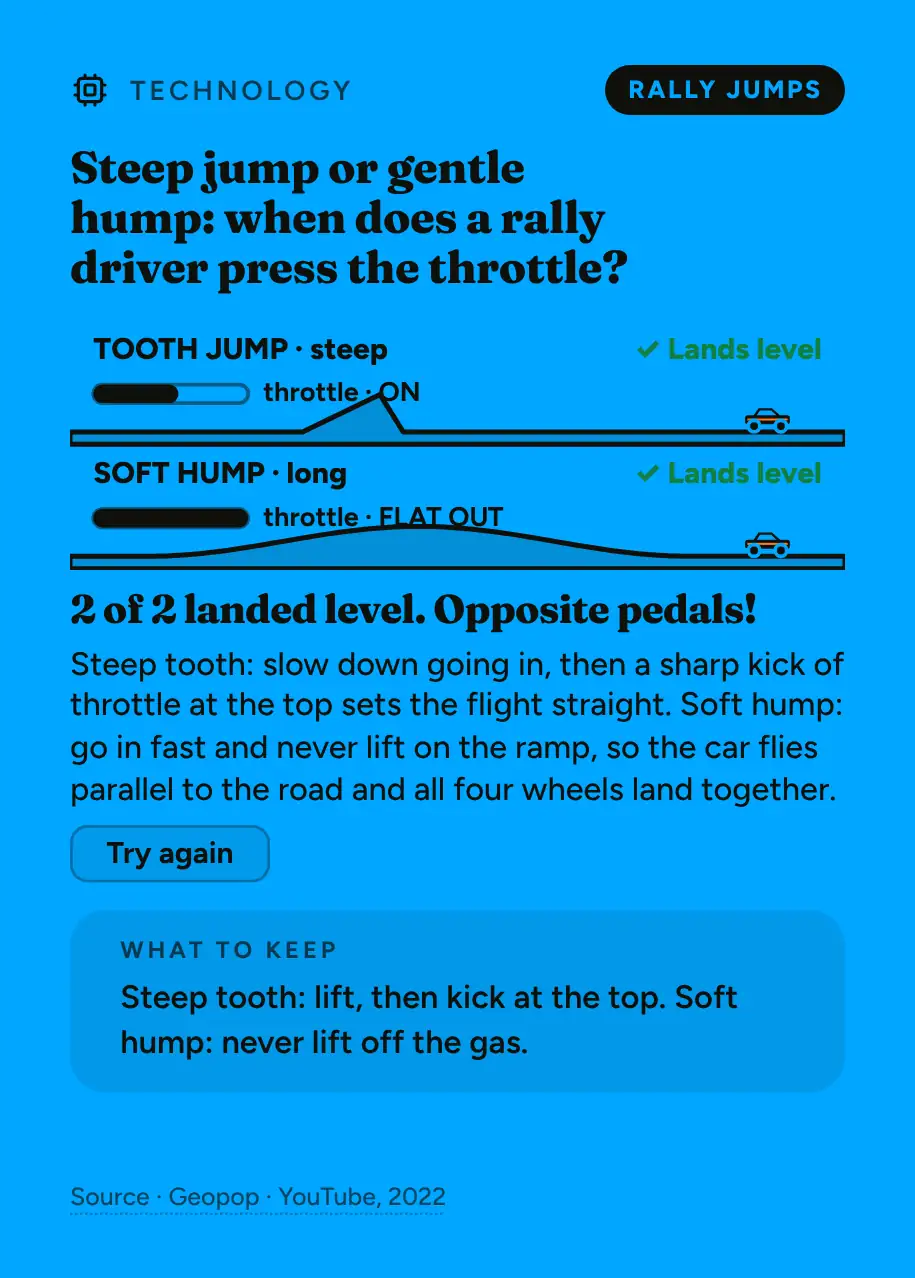 TECHNOLOGY
RALLY JUMPS
Steep jump or gentle
hump: when does a rally
driver press the throttle?
TOOTH JUMP · steep
✓ Lands level
throttle · ON
SOFT HUMP · long
✓ Lands level
throttle · FLAT OUT
2 of 2 landed level. Opposite pedals!
Steep tooth: slow down going in, then a sharp kick of
throttle at the top sets the flight straight. Soft hump:
go in fast and never lift on the ramp, so the car flies
parallel to the road and all four wheels land together.
Try again
WHAT TO KEEP
Steep tooth: lift, then kick at the top. Soft
hump: never lift off the gas.
Source · Geopop · YouTube, 2022